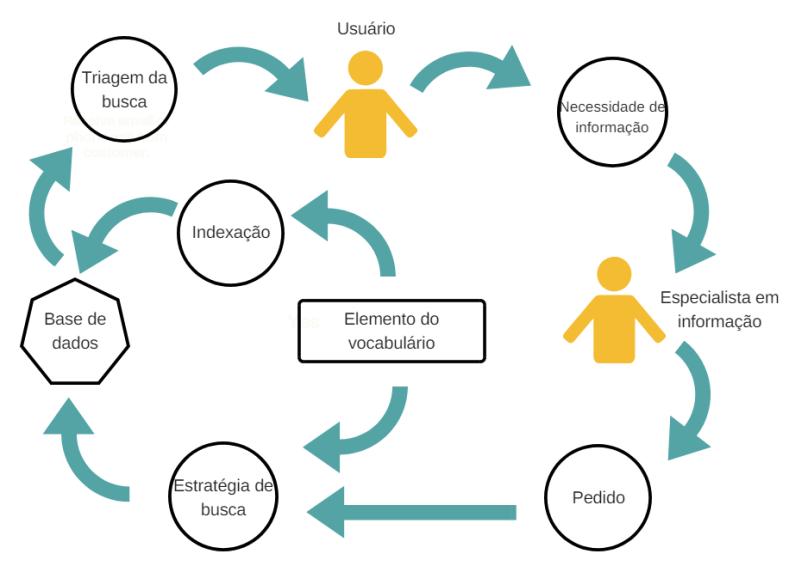 Usuário
Triagem da
busca
Necessidade de
informação
Indexação
Especialista em
informação
Base de
dados
Elemento do
vocabulário
Estratégia de
busca
Pedido